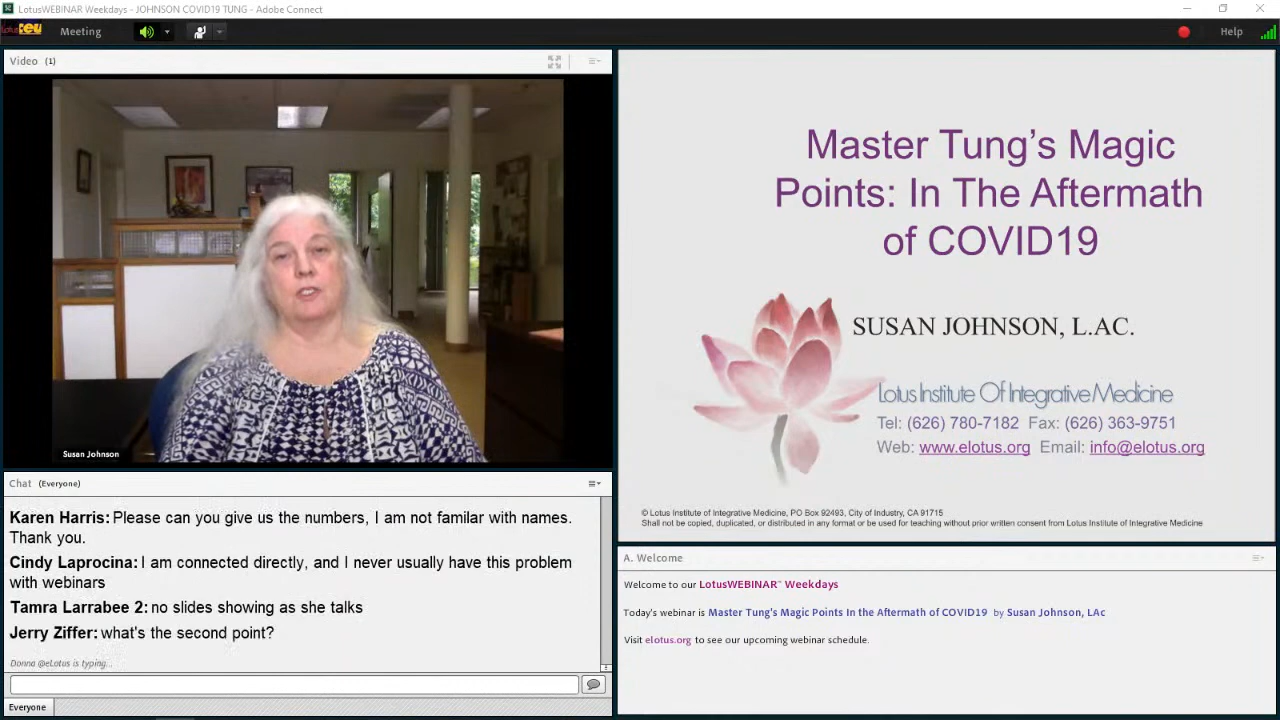 LotusWEBINAR Weekdays - JOHNSON COVID19 TUNG - Adobe Connect
Meeting
Help
Video (1)
Susan Johnson
Master Tung's Magic
Points: In The Aftermath
of COVID19
SUSAN JOHNSON, L.AC.
Lotus Institute Of Integrative Medicine
Tel: (626) 780-7182 Fax: (626) 363-9751
Web: www.elotus.org Email: info@elotus.org
© Lotus Institute of Integrative Medicine, PO Box 92493, City of Industry, CA 91715
Shall not be copied, duplicated, or distributed in any format or be used for teaching without prior written consent from Lotus Institute of Integrative Medicine
Chat (Everyone)
Karen Harris: Please can you give us the numbers, I am not familar with names.
Thank you.
Cindy Laprocina: I am connected directly, and I never usually have this problem
with webinars
Tamra Larrabee 2: no slides showing as she talks
Jerry Ziffer: what's the second point?
Donna @eLotus is typing...
Everyone
A. Welcome
Welcome to our LotusWEBINAR™ Weekdays
Today's webinar is Master Tung's Magic Points In the Aftermath of COVID19 by Susan Johnson, LAc
Visit elotus.org to see our upcoming webinar schedule.